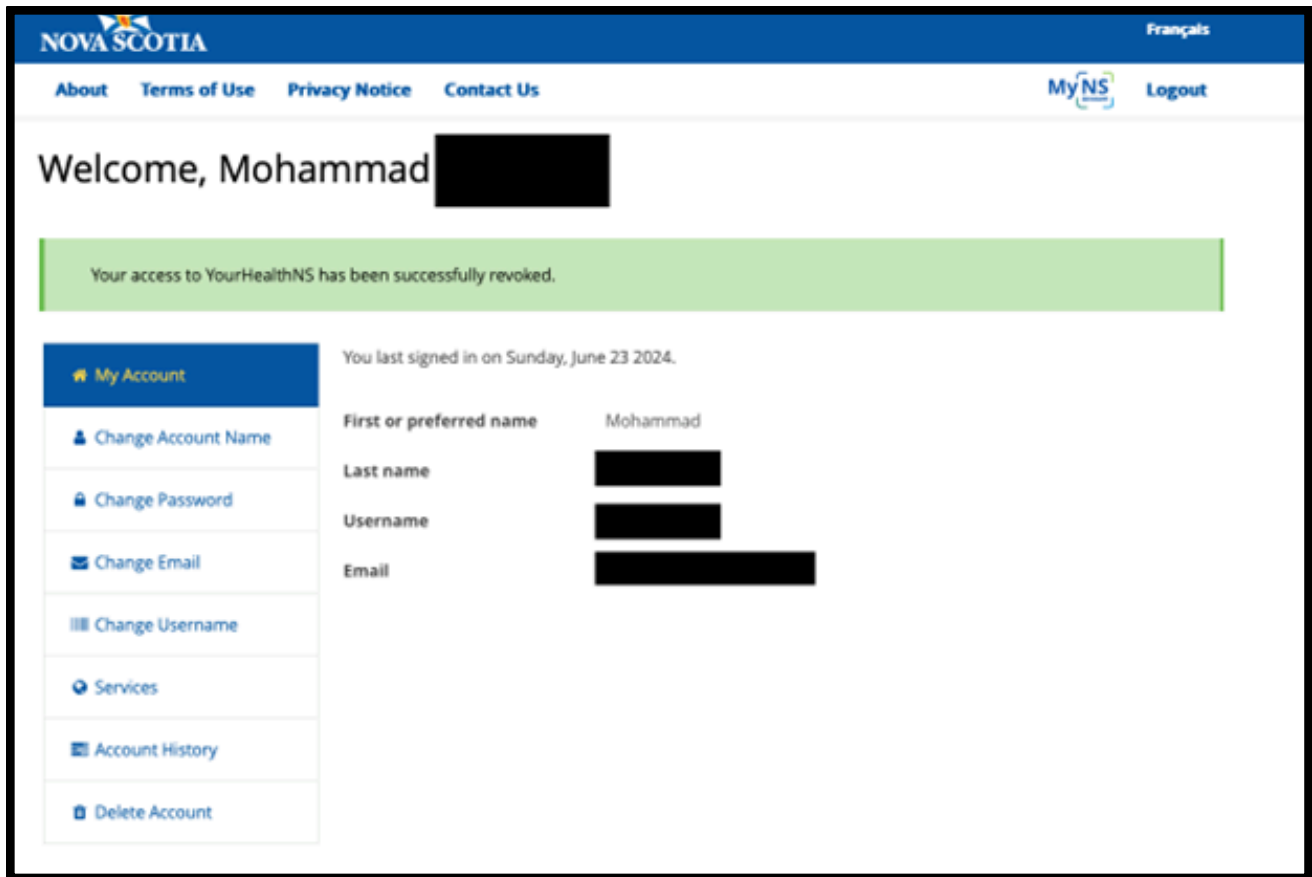 NOVA SCOTIA
Français
About Terms of Use Privacy Notice Contact Us MyNS Logout
Welcome, Mohammad
Your access to YourHealthNS has been successfully revoked.
You last signed in on Sunday, June 23 2024.
My Account
Change Account Name
Change Password
Change Email
Change Username
Services
Account History
Delete Account
First or preferred name Mohammad
Last name
Username
Email